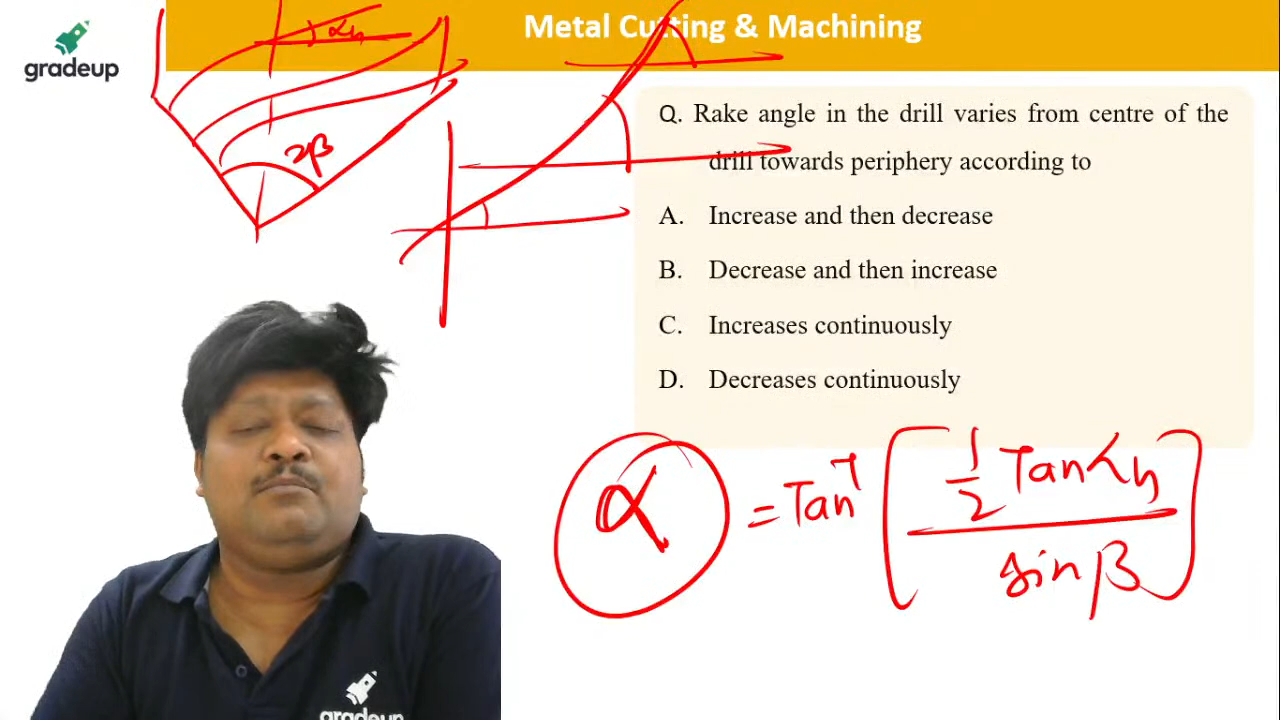 Metal Cutting & Machining
gradeup
αη
2β
Q. Rake angle in the drill varies from centre of the
drill towards periphery according to
A. Increase and then decrease
B. Decrease and then increase
C. Increases continuously
D. Decreases continuously
α = Tan⁻¹ [ ½ Tan αη / sin β ]
gradeup